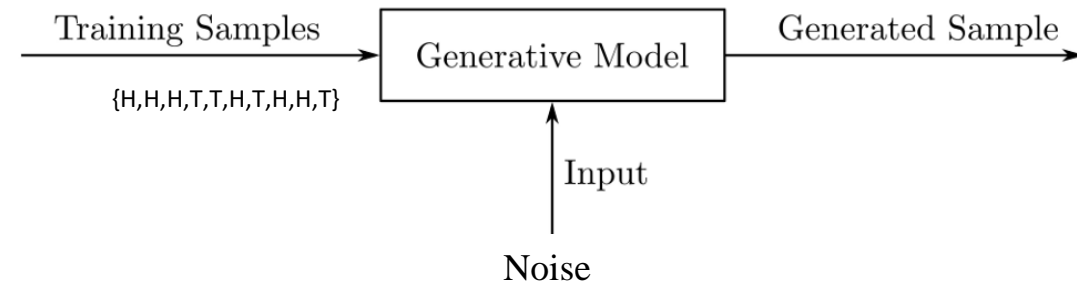 Training Samples
Generated Sample
Generative Model
{H,H,H,T,T,H,T,H,H,T}
Input
Noise